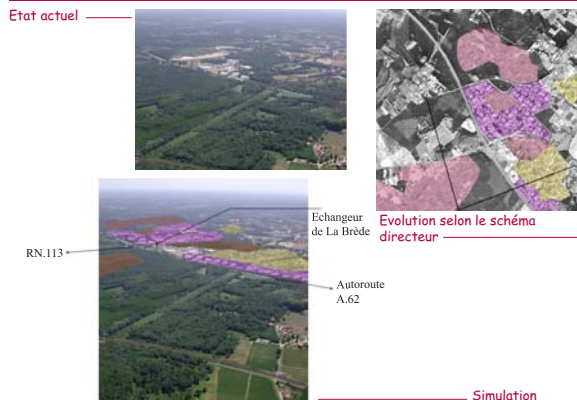 Etat actuel
Echangeur
de La Brède
RN.113
Autoroute
A.62
Evolution selon le schéma
directeur
Simulation